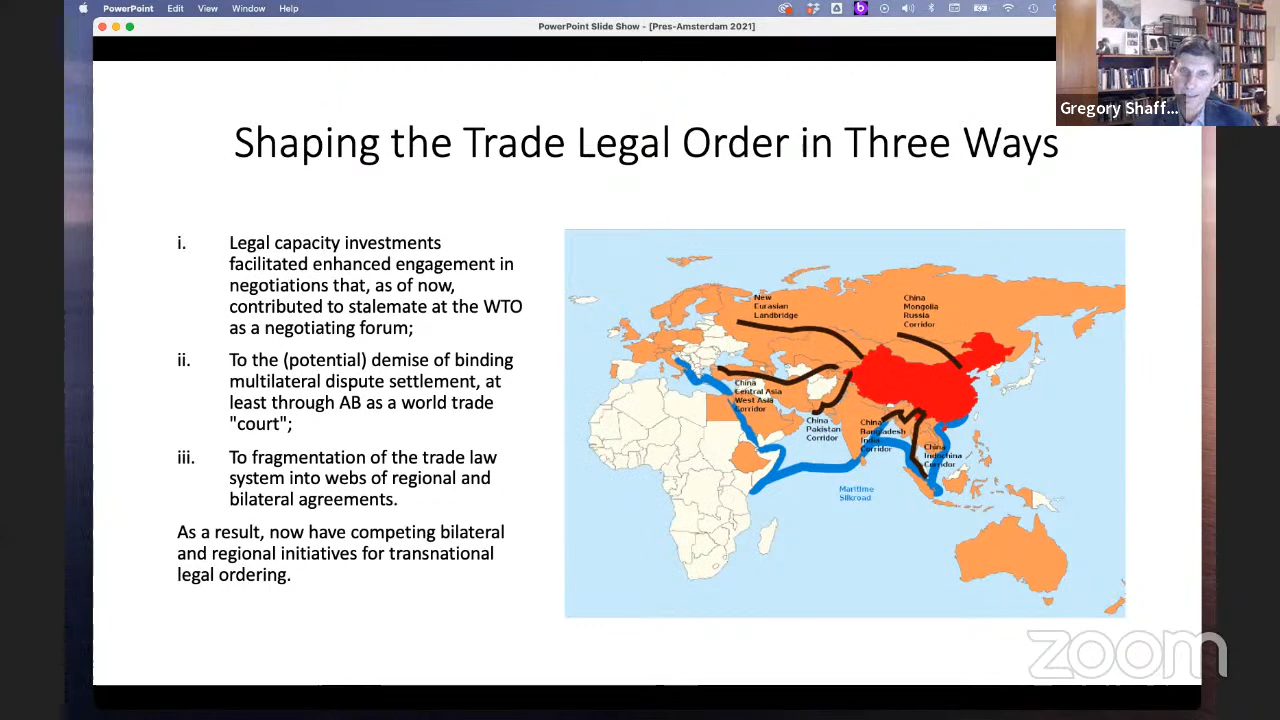 PowerPoint Edit View Window Help
PowerPoint Slide Show - [Pres-Amsterdam 2021]
Gregory Shaff...
Shaping the Trade Legal Order in Three Ways
i. Legal capacity investments
facilitated enhanced engagement in
negotiations that, as of now,
contributed to stalemate at the WTO
as a negotiating forum;
ii. To the (potential) demise of binding
multilateral dispute settlement, at
least through AB as a world trade
"court";
iii. To fragmentation of the trade law
system into webs of regional and
bilateral agreements.
As a result, now have competing bilateral
and regional initiatives for transnational
legal ordering.
New
Eurasian
Landbridge
China
Mongolia
Russia
Corridor
China
Central Asia
West Asia
Corridor
China
Pakistan
Corridor
China
Bangladesh
India
Corridor
China
Indochina
Corridor
Maritime
Silkroad
zoom